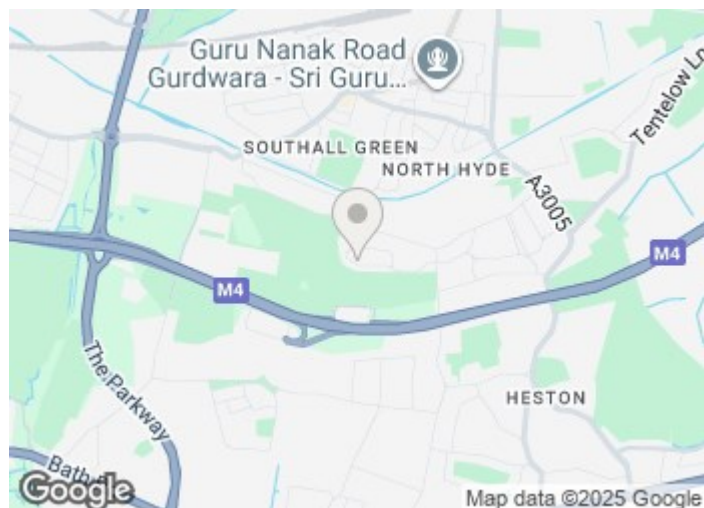 Guru Nanak Road
Gurdwara - Sri Guru...
SOUTHALL GREEN
NORTH HYDE
Tentelow Ln
A3005
M4
M4
The Parkway
HESTON
Bath
Google
Map data ©2025 Google